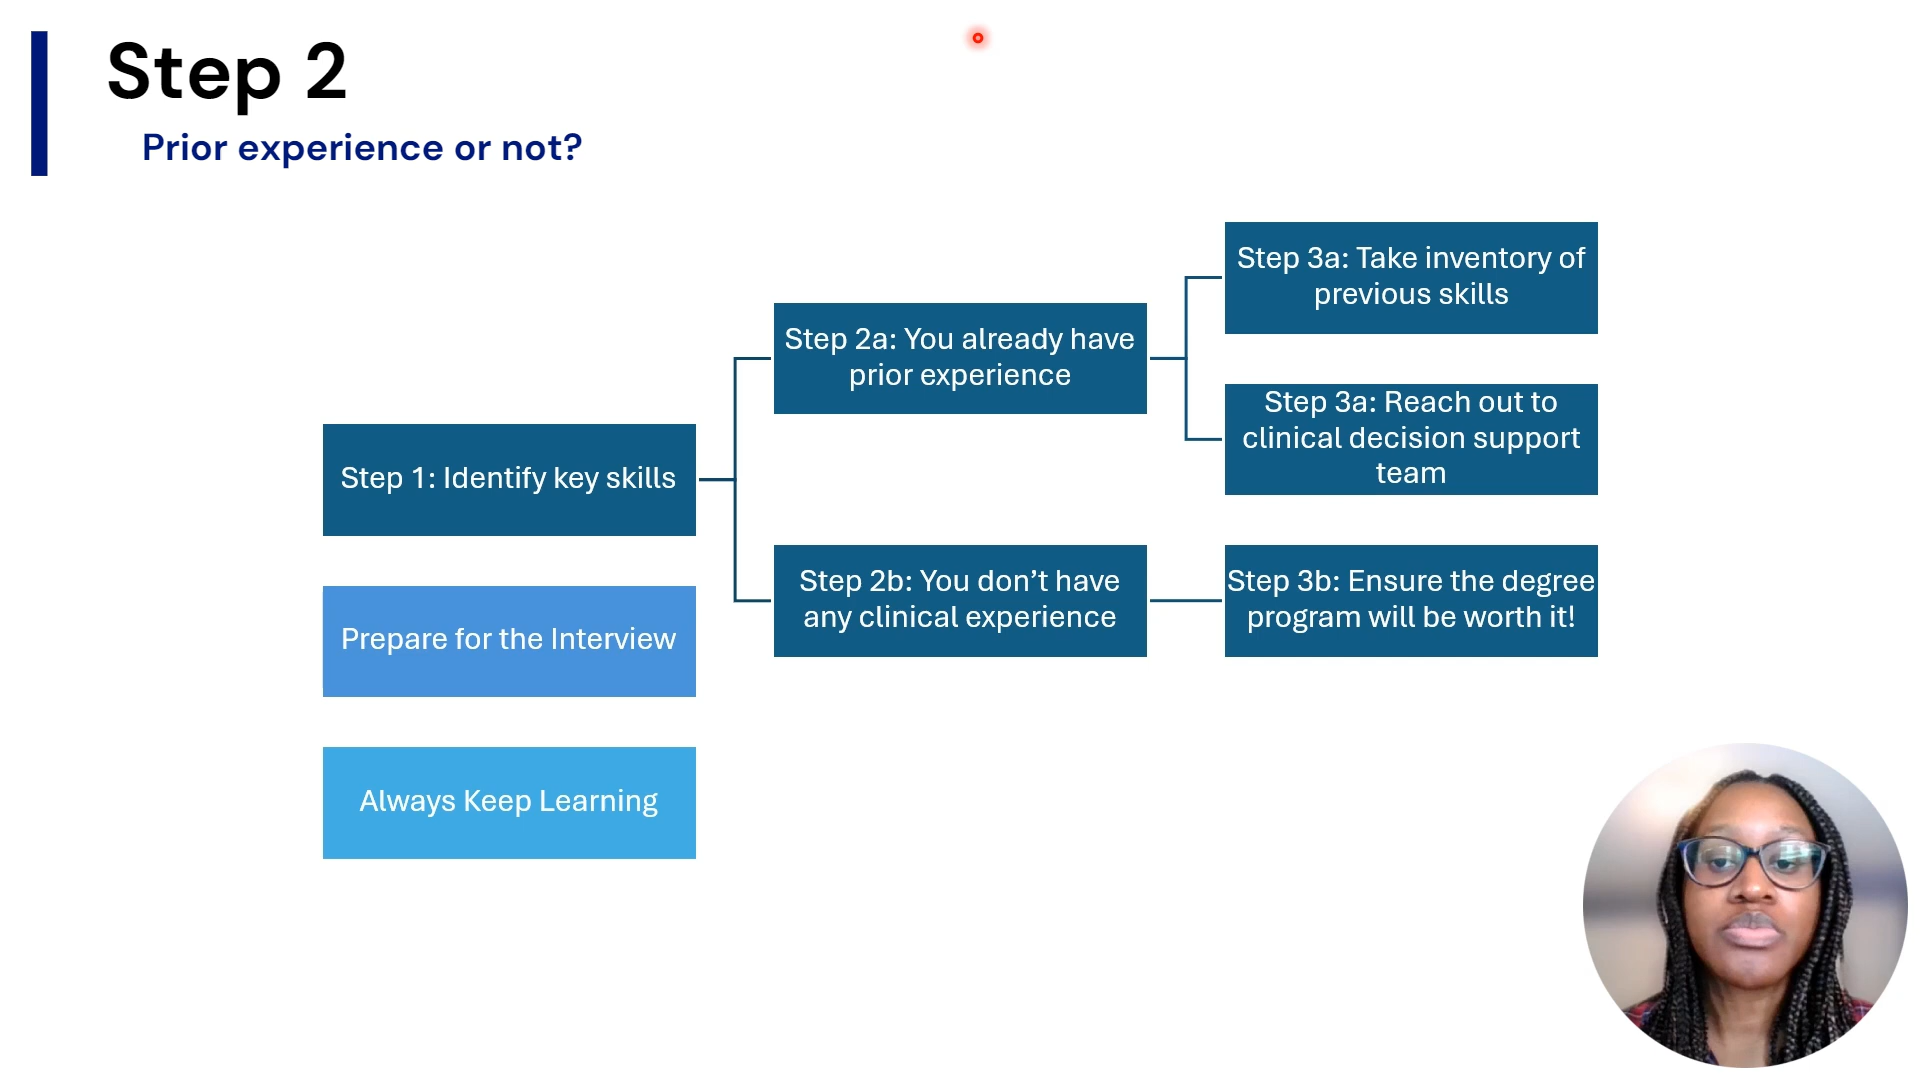 Step 2
Prior experience or not?
Step 1: Identify key skills
Prepare for the Interview
Always Keep Learning
Step 2a: You already have
prior experience
Step 2b: You don’t have
any clinical experience
Step 3a: Take inventory of
previous skills
Step 3a: Reach out to
clinical decision support
team
Step 3b: Ensure the degree
program will be worth it!